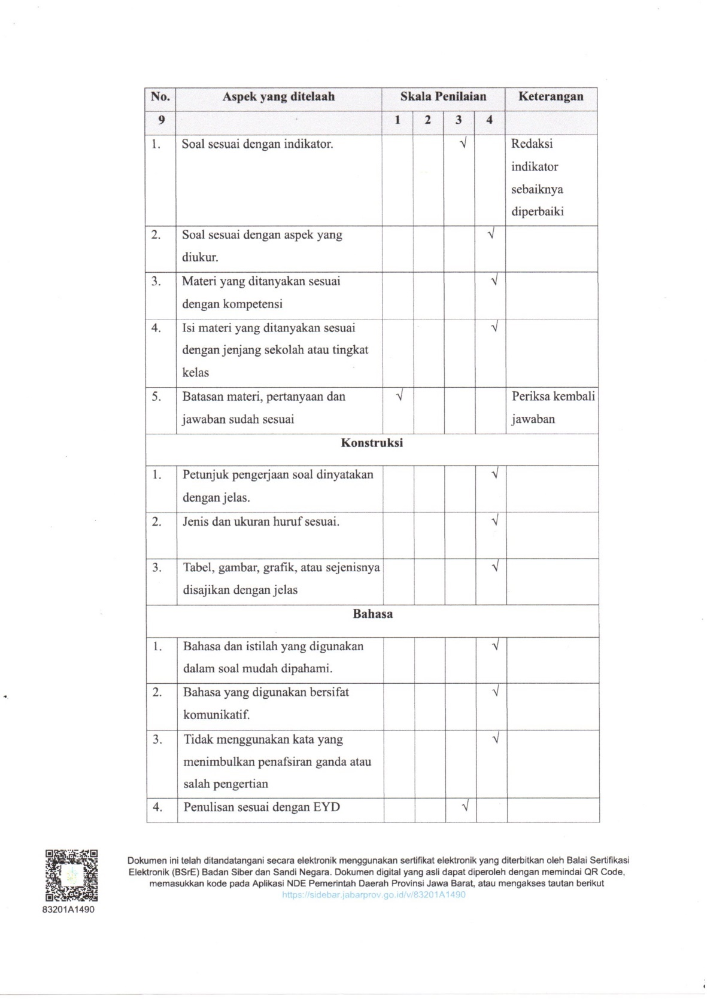 No. Aspek yang ditelaah Skala Penilaian Keterangan
9 1 2 3 4
1. Soal sesuai dengan indikator. √ Redaksi
indikator
sebaiknya
diperbaiki
2. Soal sesuai dengan aspek yang √
diukur.
3. Materi yang ditanyakan sesuai √
dengan kompetensi
4. Isi materi yang ditanyakan sesuai √
dengan jenjang sekolah atau tingkat
kelas
5. Batasan materi, pertanyaan dan √ Periksa kembali
jawaban sudah sesuai jawaban
Konstruksi
1. Petunjuk pengerjaan soal dinyatakan √
dengan jelas.
2. Jenis dan ukuran huruf sesuai. √
3. Tabel, gambar, grafik, atau sejenisnya √
disajikan dengan jelas
Bahasa
1. Bahasa dan istilah yang digunakan √
dalam soal mudah dipahami.
2. Bahasa yang digunakan bersifat √
komunikatif.
3. Tidak menggunakan kata yang √
menimbulkan penafsiran ganda atau
salah pengertian
4. Penulisan sesuai dengan EYD √
Dokumen ini telah ditandatangani secara elektronik menggunakan sertifikat elektronik yang diterbitkan oleh Balai Sertifikasi
Elektronik (BSrE) Badan Siber dan Sandi Negara. Dokumen digital yang asli dapat diperoleh dengan memindai QR Code,
memasukkan kode pada Aplikasi NDE Pemerintah Daerah Provinsi Jawa Barat, atau mengakses tautan berikut
https://sidebar.jabarprov.go.id/v/83201A1490
83201A1490